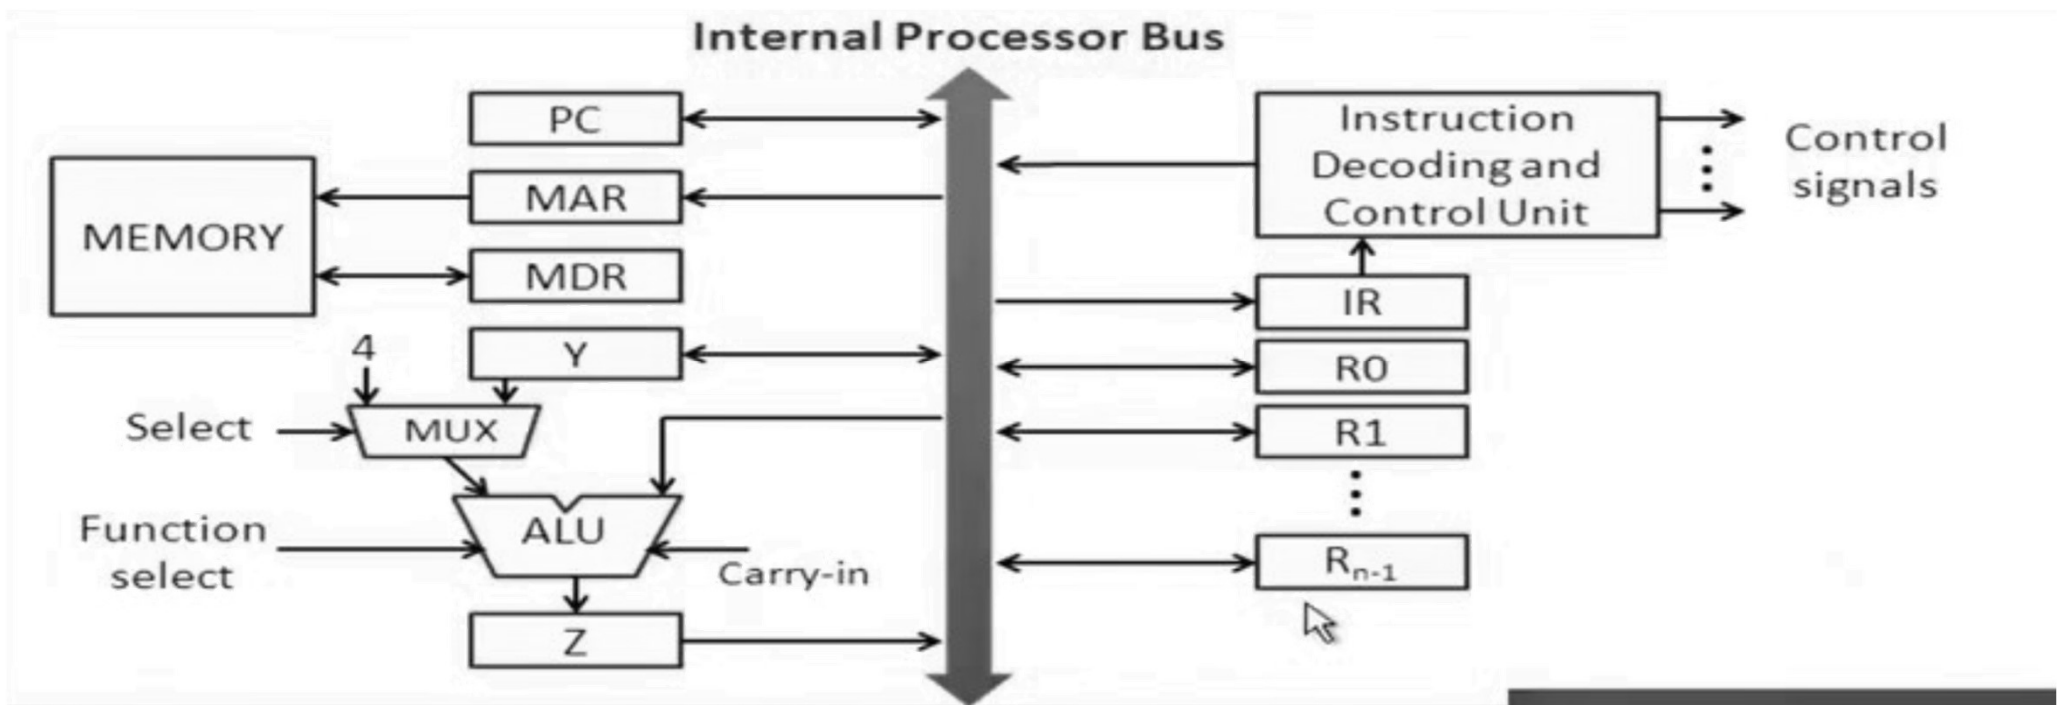 Internal Processor Bus
PC
MAR
MEMORY
MDR
Y
4
Select
MUX
Function
select
ALU
Carry-in
Z
Instruction
Decoding and
Control Unit
Control
signals
IR
R0
R1
Rn-1